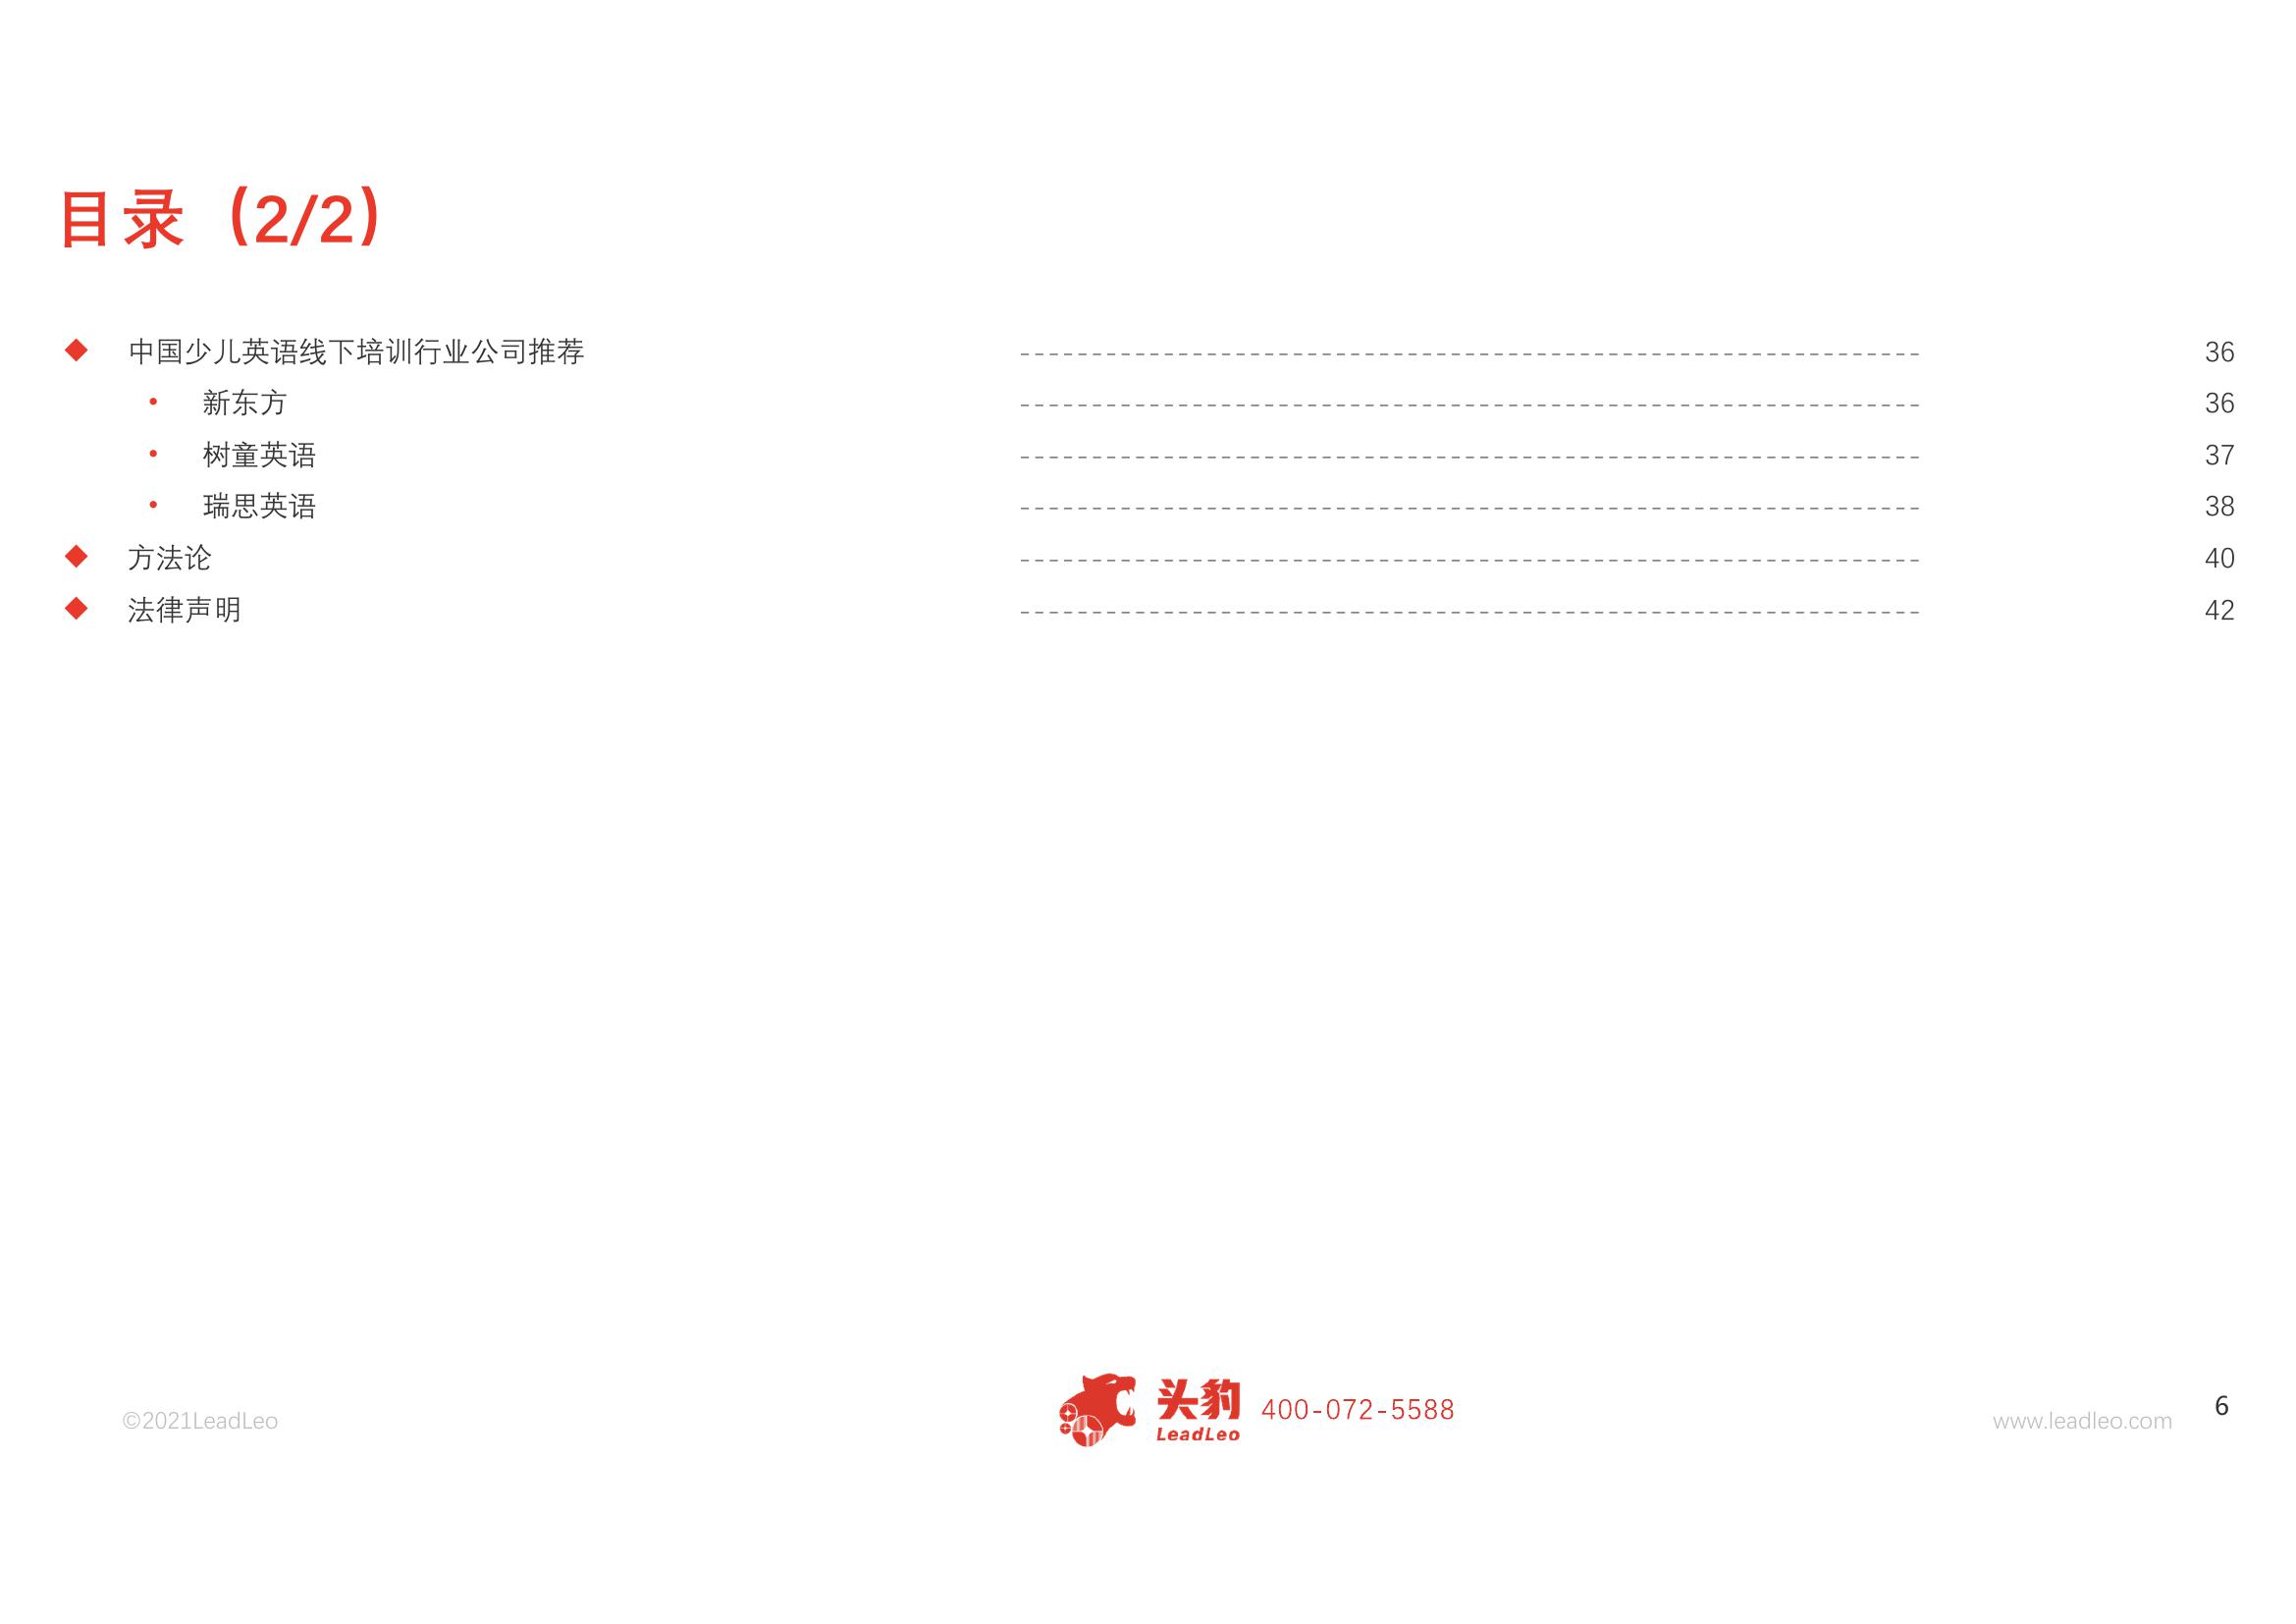 目录（2/2）
◆ 中国少儿英语线下培训行业公司推荐 ------------------------------------------------------------ 36
• 新东方 ------------------------------------------------------------ 36
• 树童英语 ------------------------------------------------------------ 37
• 瑞思英语 ------------------------------------------------------------ 38
◆ 方法论 ------------------------------------------------------------ 40
◆ 法律声明 ------------------------------------------------------------ 42
©2021LeadLeo
头豹
LeadLeo
400-072-5588
www.leadleo.com
6